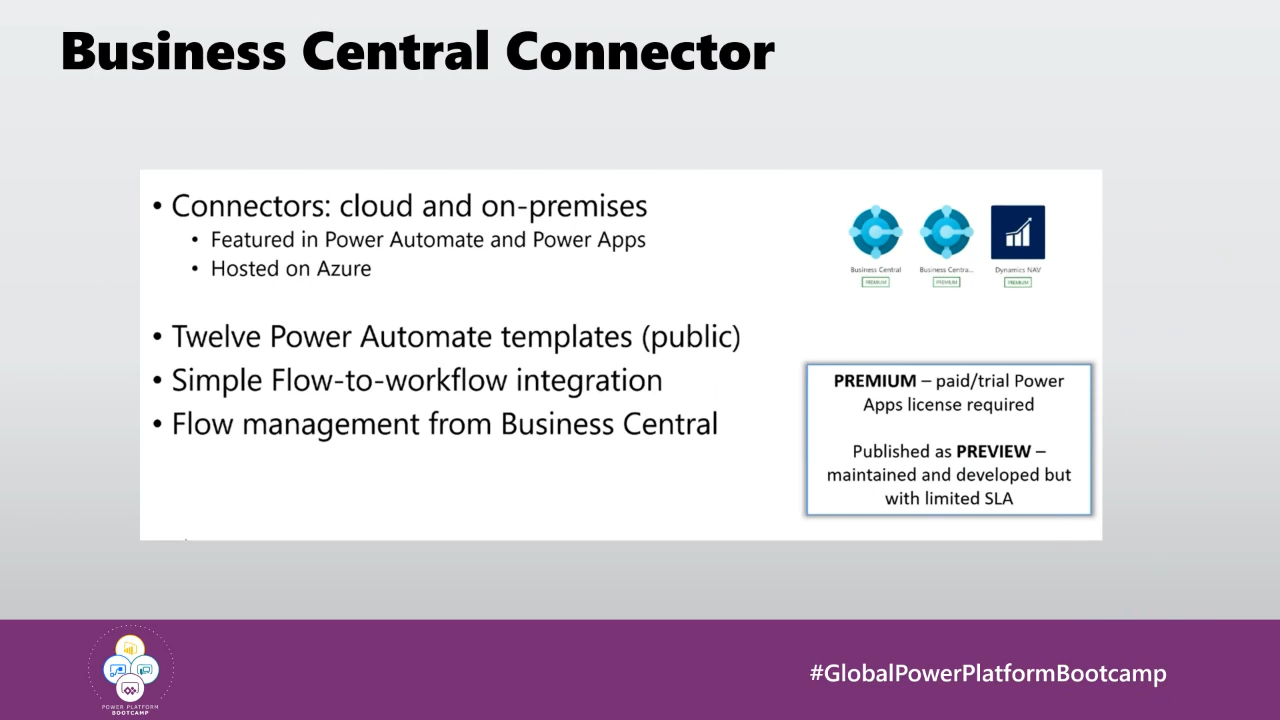 Business Central Connector
• Connectors: cloud and on-premises
• Featured in Power Automate and Power Apps
• Hosted on Azure
Business Central
Business Centra...
Dynamics NAV
PREMIUM
PREMIUM
PREMIUM
• Twelve Power Automate templates (public)
• Simple Flow-to-workflow integration
• Flow management from Business Central
PREMIUM – paid/trial Power
Apps license required
Published as PREVIEW –
maintained and developed but
with limited SLA
POWER PLATFORM
BOOTCAMP
#GlobalPowerPlatformBootcamp